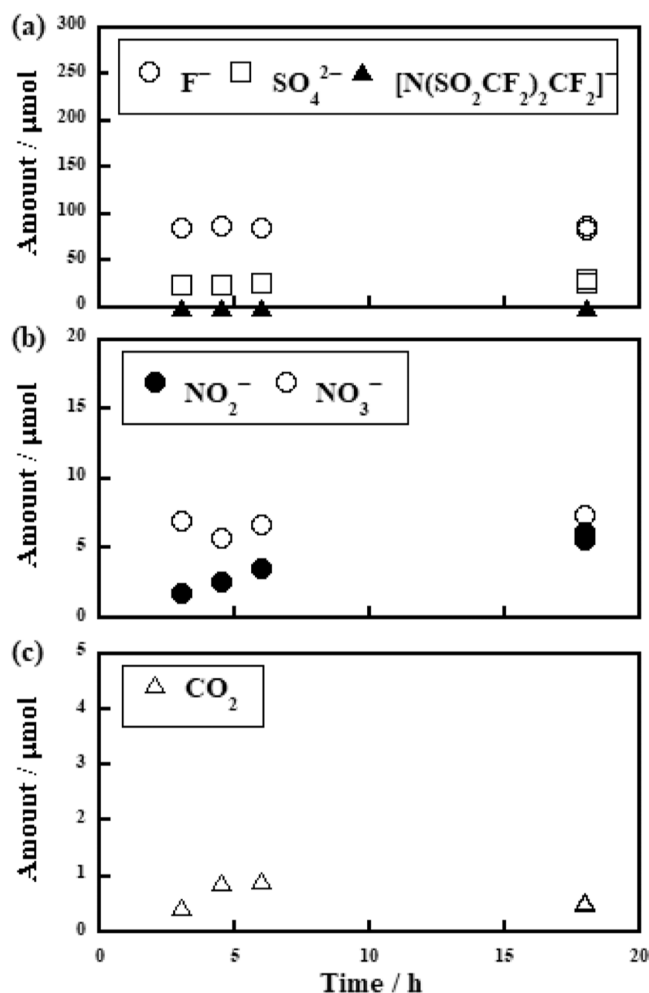 (a)
300
250
200
150
100
50
0
Amount / µmol
F⁻ SO₄²⁻ [N(SO₂CF₂)₂CF₂]⁻
(b)
20
15
10
5
0
Amount / µmol
NO₂⁻ NO₃⁻
(c)
5
4
3
2
1
0
Amount / µmol
CO₂
0 5 10 15 20
Time / h